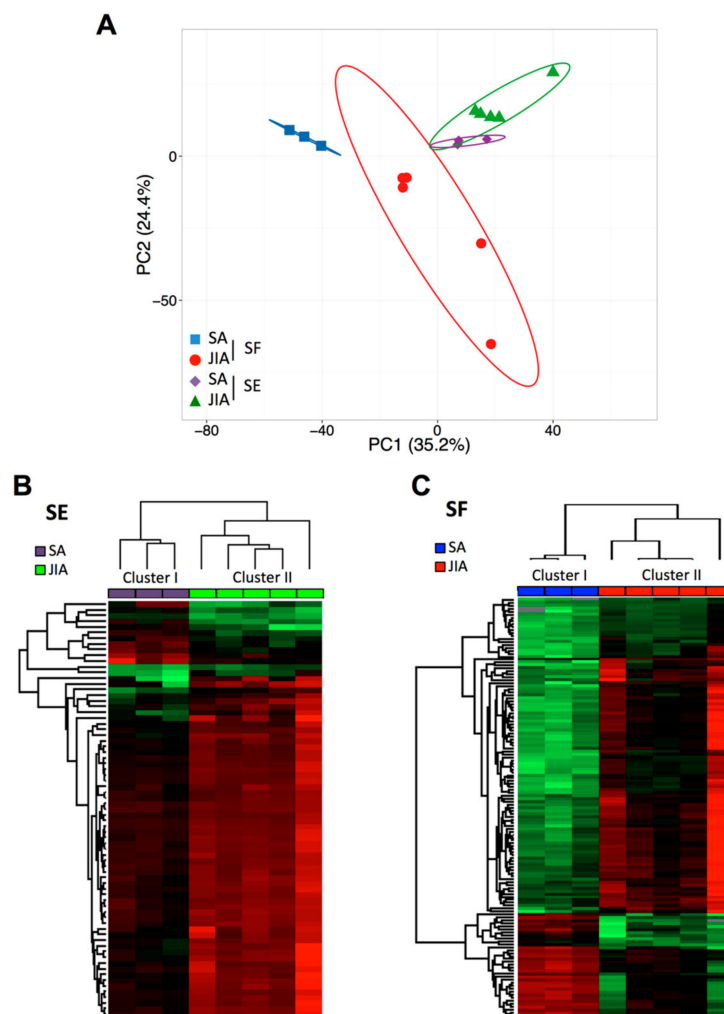 A
0
−50
PC2 (24.4%)
SA
JIA
SF
SA
JIA
SE
−80
−40
0
40
PC1 (35.2%)
B
SE
SA
JIA
Cluster I
Cluster II
C
SF
SA
JIA
Cluster I
Cluster II